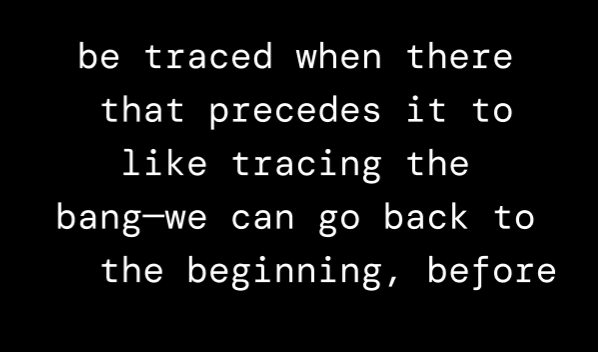 be traced when there
that precedes it to
like tracing the
bang—we can go back to
the beginning, before